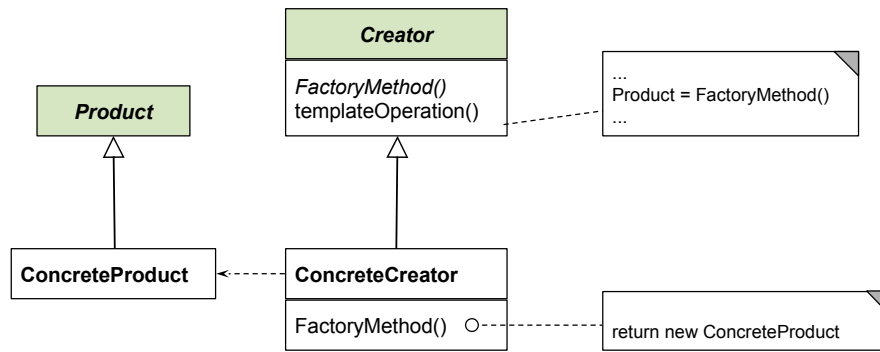 Creator
FactoryMethod()
templateOperation()
...
Product = FactoryMethod()
...
Product
ConcreteProduct
ConcreteCreator
FactoryMethod()
return new ConcreteProduct